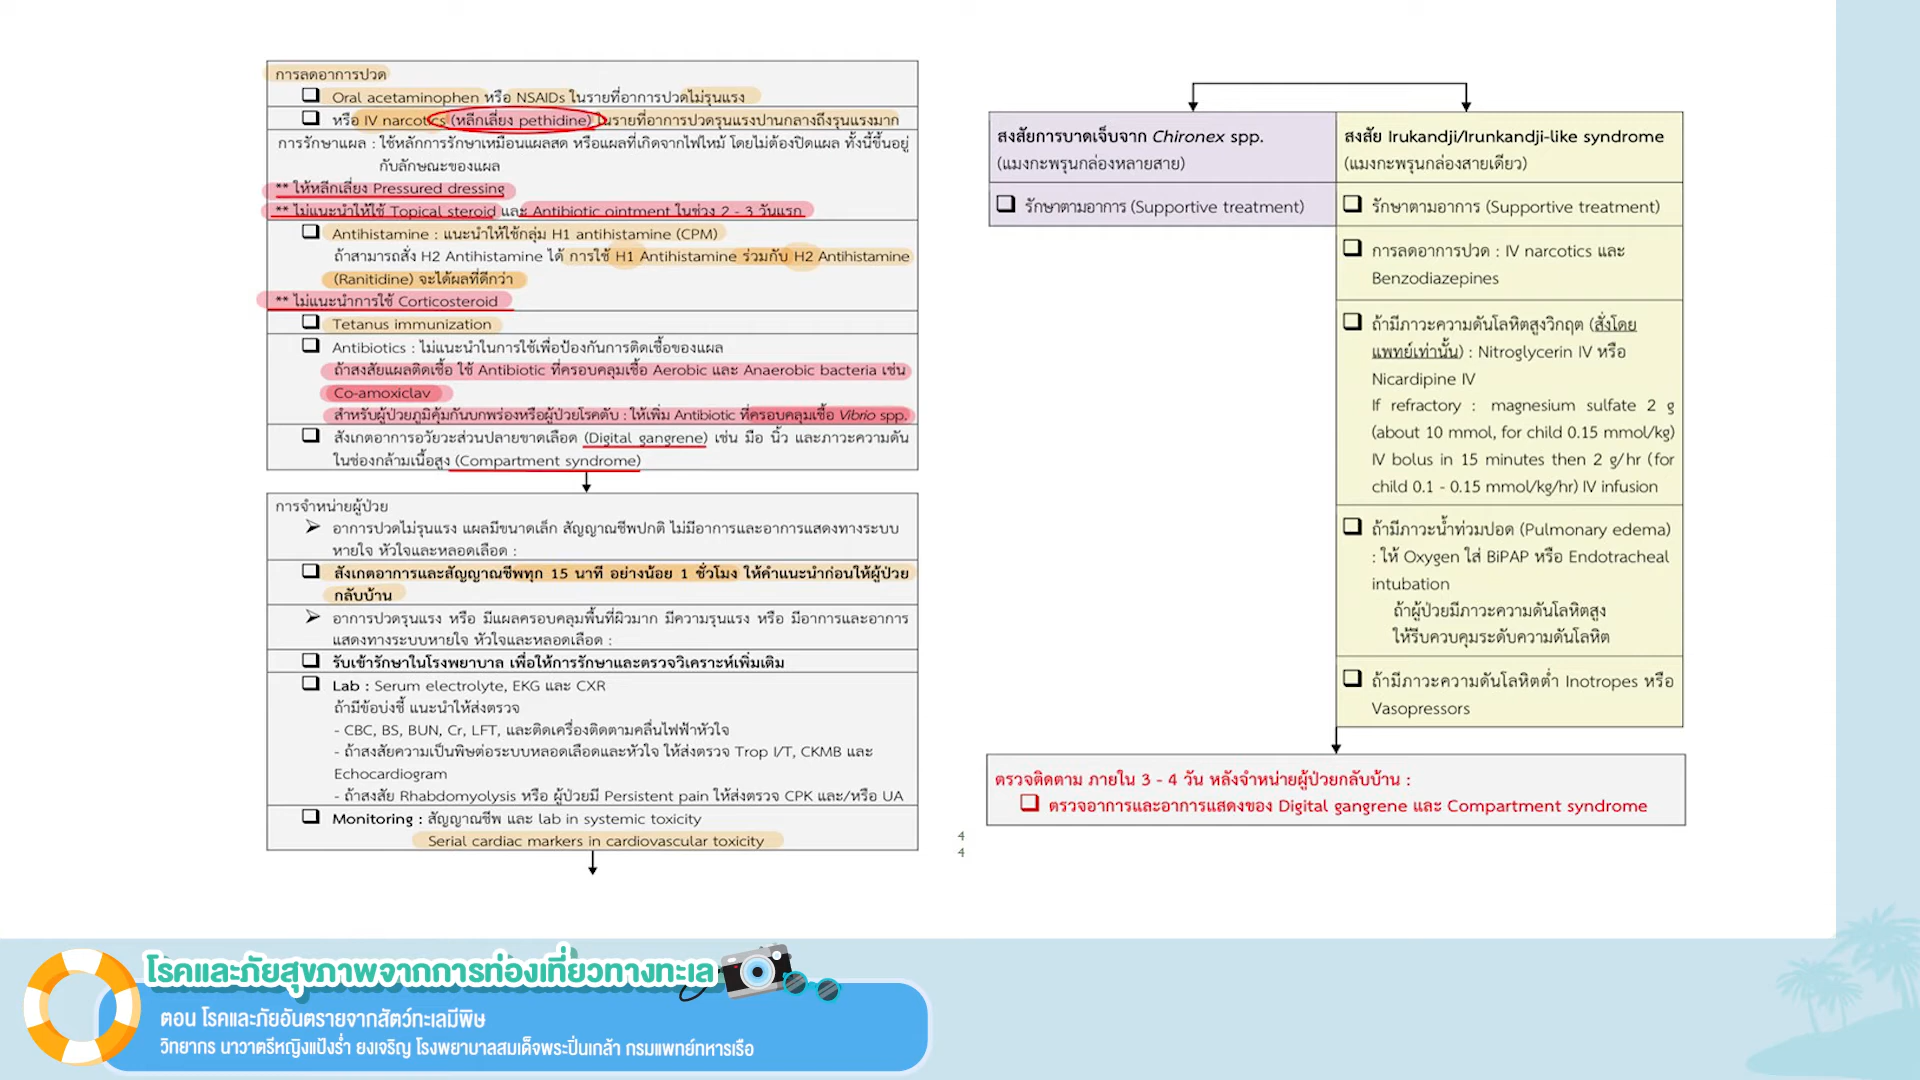 การลดอาการปวด
Oral acetaminophen หรือ NSAIDs ในรายที่อาการปวดไม่รุนแรง
หรือ IV narcotics (หลีกเลี่ยง pethidine) ในรายที่อาการปวดรุนแรงปานกลางถึงรุนแรงมาก
การรักษาแผล : ใช้หลักการรักษาเหมือนแผลสด หรือแผลที่เกิดจากไฟไหม้ โดยไม่ต้องปิดแผล ทั้งนี้ขึ้นอยู่
กับลักษณะของแผล
** ให้หลีกเลี่ยง Pressured dressing
** ไม่แนะนำให้ใช้ Topical steroid และ Antibiotic ointment ในช่วง 2 - 3 วันแรก
Antihistamine : แนะนำให้ใช้กลุ่ม H1 antihistamine (CPM)
ถ้าสามารถสั่ง H2 Antihistamine ได้ การใช้ H1 Antihistamine ร่วมกับ H2 Antihistamine
(Ranitidine) จะได้ผลที่ดีกว่า
** ไม่แนะนำการใช้ Corticosteroid
Tetanus immunization
Antibiotics : ไม่แนะนำในการใช้เพื่อป้องกันการติดเชื้อของแผล
ถ้าสงสัยแผลติดเชื้อ ใช้ Antibiotic ที่ครอบคลุมเชื้อ Aerobic และ Anaerobic bacteria เช่น
Co-amoxiclav
สำหรับผู้ป่วยภูมิคุ้มกันบกพร่องหรือผู้ป่วยโรคตับ : ให้เพิ่ม Antibiotic ที่ครอบคลุมเชื้อ Vibrio spp.
สังเกตอาการอวัยวะส่วนปลายขาดเลือด (Digital gangrene) เช่น มือ นิ้ว และภาวะความดัน
ในช่องกล้ามเนื้อสูง (Compartment syndrome)
การจำหน่ายผู้ป่วย
อาการปวดไม่รุนแรง แผลมีขนาดเล็ก สัญญาณชีพปกติ ไม่มีอาการและอาการแสดงทางระบบ
หายใจ หัวใจและหลอดเลือด :
สังเกตอาการและสัญญาณชีพทุก 15 นาที อย่างน้อย 1 ชั่วโมง ให้คำแนะนำก่อนให้ผู้ป่วย
กลับบ้าน
อาการปวดรุนแรง หรือ มีแผลครอบคลุมพื้นที่ผิวมาก มีความรุนแรง หรือ มีอาการและอาการ
แสดงทางระบบหายใจ หัวใจและหลอดเลือด :
รับเข้ารักษาในโรงพยาบาล เพื่อให้การรักษาและตรวจวิเคราะห์เพิ่มเติม
Lab : Serum electrolyte, EKG และ CXR
ถ้ามีข้อบ่งชี้ แนะนำให้ส่งตรวจ
- CBC, BS, BUN, Cr, LFT, และติดเครื่องติดตามคลื่นไฟฟ้าหัวใจ
- ถ้าสงสัยความเป็นพิษต่อระบบหลอดเลือดและหัวใจ ให้ส่งตรวจ Trop I/T, CKMB และ
Echocardiogram
- ถ้าสงสัย Rhabdomyolysis หรือ ผู้ป่วยมี Persistent pain ให้ส่งตรวจ CPK และ/หรือ UA
Monitoring : สัญญาณชีพ และ lab in systemic toxicity
Serial cardiac markers in cardiovascular toxicity
4
4
สงสัยการบาดเจ็บจาก Chironex spp.
(แมงกะพรุนกล่องหลายสาย)
รักษาตามอาการ (Supportive treatment)
สงสัย Irukandji/Irunkandji-like syndrome
(แมงกะพรุนกล่องสายเดียว)
รักษาตามอาการ (Supportive treatment)
การลดอาการปวด : IV narcotics และ
Benzodiazepines
ถ้ามีภาวะความดันโลหิตสูงวิกฤต (สั่งโดย
แพทย์เท่านั้น) : Nitroglycerin IV หรือ
Nicardipine IV
If refractory : magnesium sulfate 2 g
(about 10 mmol, for child 0.15 mmol/kg)
IV bolus in 15 minutes then 2 g/hr (for
child 0.1 - 0.15 mmol/kg/hr) IV infusion
ถ้ามีภาวะน้ำท่วมปอด (Pulmonary edema)
: ให้ Oxygen ใส่ BiPAP หรือ Endotracheal
intubation
ถ้าผู้ป่วยมีภาวะความดันโลหิตสูง
ให้รีบควบคุมระดับความดันโลหิต
ถ้ามีภาวะความดันโลหิตต่ำ Inotropes หรือ
Vasopressors
ตรวจติดตาม ภายใน 3 - 4 วัน หลังจำหน่ายผู้ป่วยกลับบ้าน :
ตรวจอาการและอาการแสดงของ Digital gangrene และ Compartment syndrome
โรคและภัยสุขภาพจากการท่องเที่ยวทางทะเล
ตอน โรคและภัยอันตรายจากสัตว์ทะเลมีพิษ
วิทยากร นาวาตรีหญิงแป้งร่ำ ยงเจริญ โรงพยาบาลสมเด็จพระปิ่นเกล้า กรมแพทย์ทหารเรือ